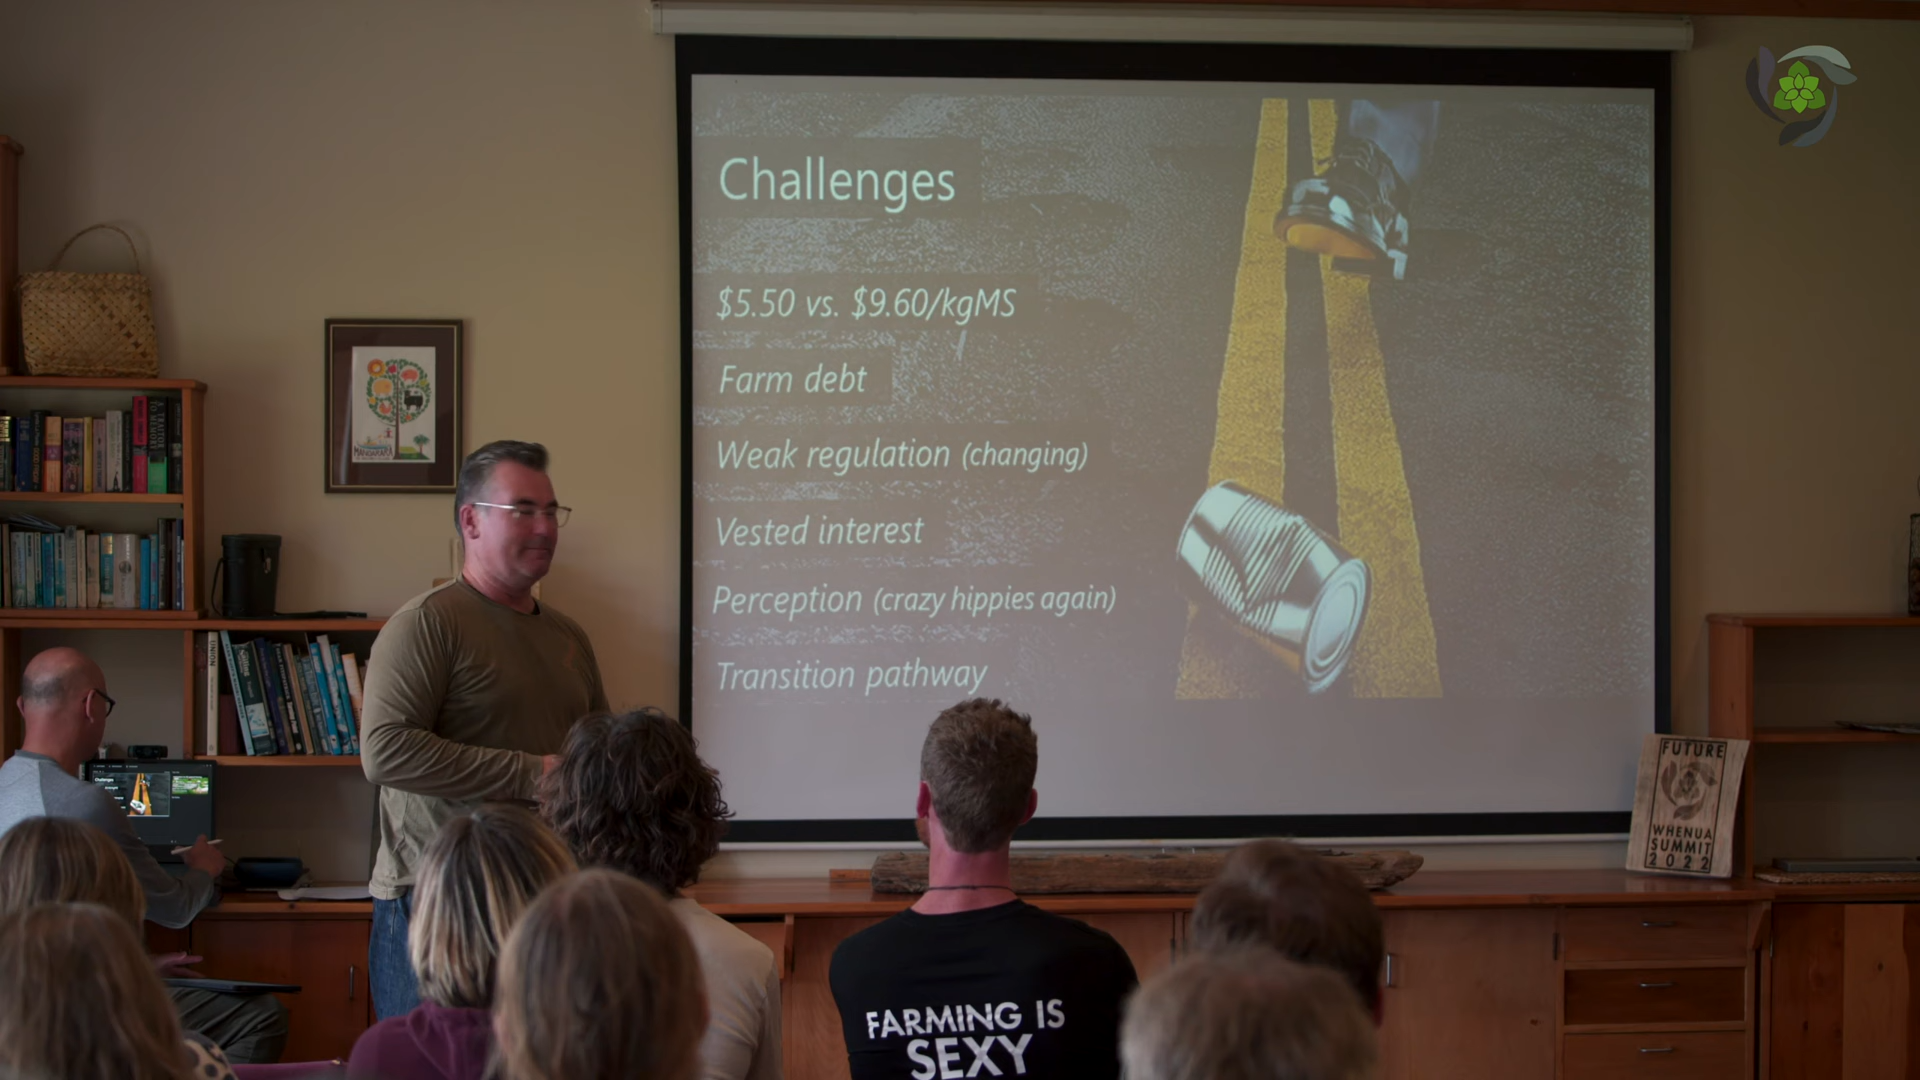 Challenges
$5.50 vs. $9.60/kgMS
Farm debt
Weak regulation (changing)
Vested interest
Perception (crazy hippies again)
Transition pathway
FUTURE
WHENUA
SUMMIT
2022
FARMING IS
SEXY